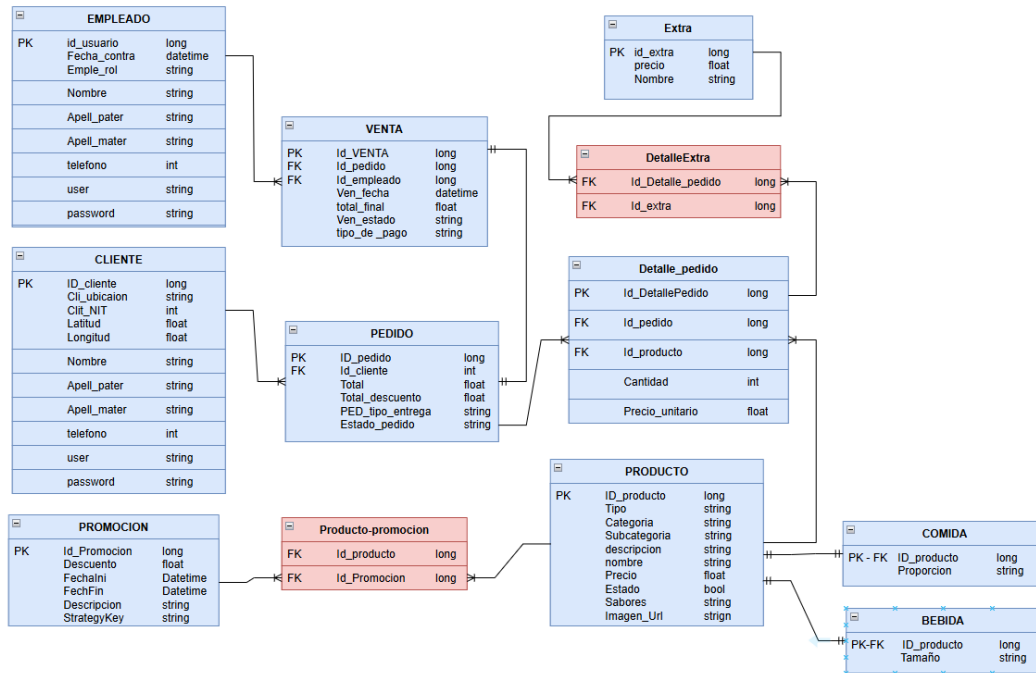 EMPLEADO
PK id_usuario long
Fecha_contra datetime
Emple_rol string
Nombre string
Apell_pater string
Apell_mater string
telefono int
user string
password string
Extra
PK id_extra long
precio float
Nombre string
VENTA
PK Id_VENTA long
FK Id_pedido long
FK Id_empleado long
Ven_fecha datetime
total_final float
Ven_estado string
tipo_de _pago string
DetalleExtra
FK Id_Detalle_pedido long
FK Id_extra long
CLIENTE
PK ID_cliente long
Cli_ubicaion string
Clit_NIT int
Latitud float
Longitud float
Nombre string
Apell_pater string
Apell_mater string
telefono int
user string
password string
Detalle_pedido
PK Id_DetallePedido long
FK Id_pedido long
FK Id_producto long
Cantidad int
Precio_unitario float
PEDIDO
PK ID_pedido long
FK Id_cliente int
Total float
Total_descuento float
PED_tipo_entrega string
Estado_pedido string
PRODUCTO
PK ID_producto long
Tipo string
Categoria string
Subcategoria string
descripcion string
nombre string
Precio float
Estado bool
Sabores string
Imagen_Url strign
PROMOCION
PK Id_Promocion long
Descuento float
FechaIni Datetime
FechFin Datetime
Descripcion string
StrategyKey string
Producto-promocion
FK Id_producto long
FK Id_Promocion long
COMIDA
PK - FK ID_producto long
Proporcion string
BEBIDA
PK-FK ID_producto long
Tamaño string